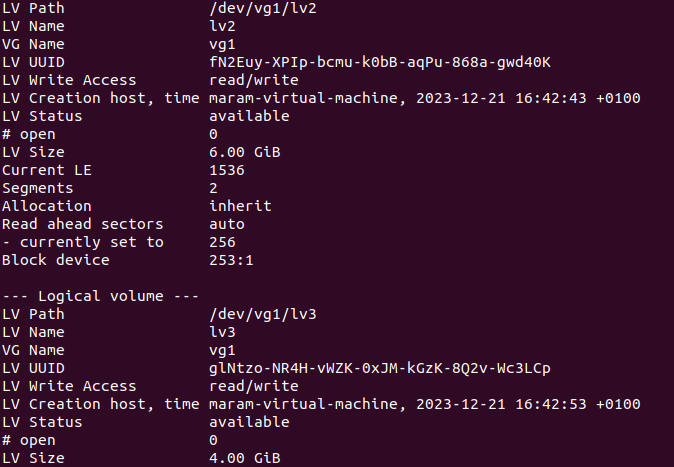 LV Path /dev/vg1/lv2
LV Name lv2
VG Name vg1
LV UUID fN2Euy-XPIp-bcmu-k0bB-aqPu-868a-gwd40K
LV Write Access read/write
LV Creation host, time maram-virtual-machine, 2023-12-21 16:42:43 +0100
LV Status available
# open 0
LV Size 6.00 GiB
Current LE 1536
Segments 2
Allocation inherit
Read ahead sectors auto
- currently set to 256
Block device 253:1
--- Logical volume ---
LV Path /dev/vg1/lv3
LV Name lv3
VG Name vg1
LV UUID glNtzo-NR4H-vWZK-0xJM-kGzK-8Q2v-Wc3LCp
LV Write Access read/write
LV Creation host, time maram-virtual-machine, 2023-12-21 16:42:53 +0100
LV Status available
# open 0
LV Size 4.00 GiB